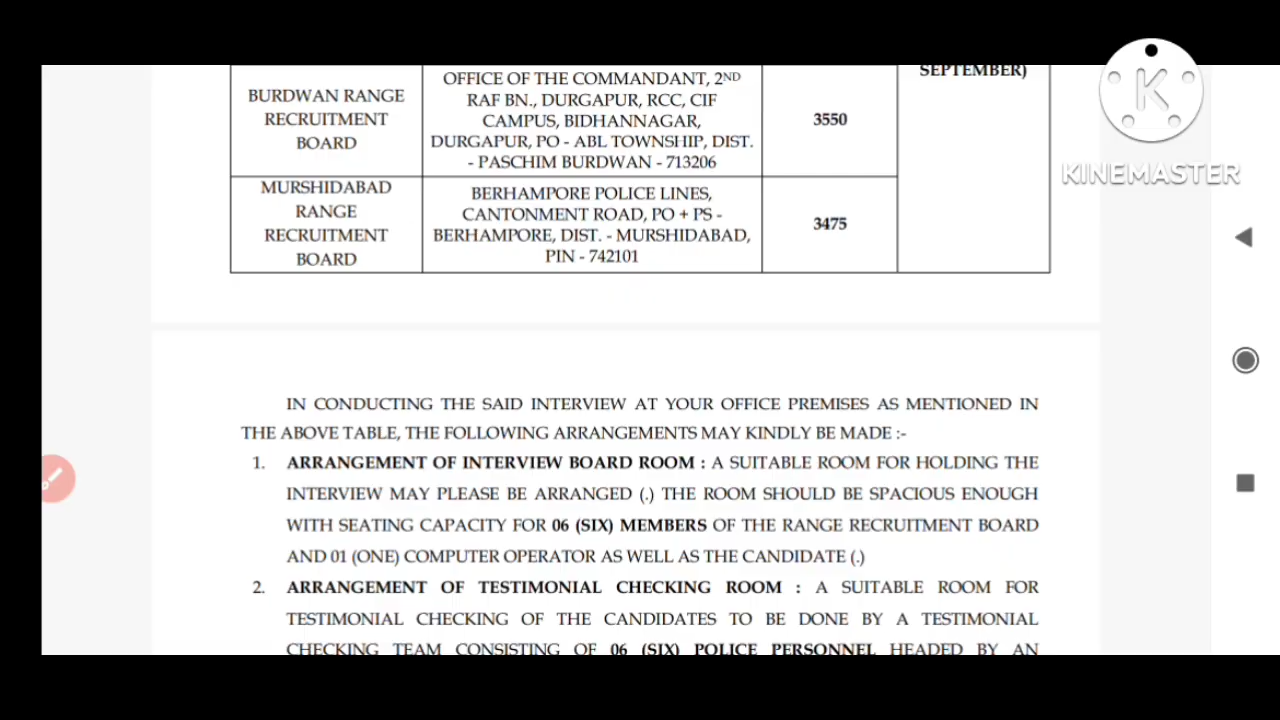 SEPTEMBER)
BURDWAN RANGE
RECRUITMENT
BOARD
OFFICE OF THE COMMANDANT, 2ND
RAF BN., DURGAPUR, RCC, CIF
CAMPUS, BIDHANNAGAR,
DURGAPUR, PO - ABL TOWNSHIP, DIST.
- PASCHIM BURDWAN - 713206
3550
MURSHIDABAD
RANGE
RECRUITMENT
BOARD
BERHAMPORE POLICE LINES,
CANTONMENT ROAD, PO + PS -
BERHAMPORE, DIST. - MURSHIDABAD,
PIN - 742101
3475
K
KINEMASTER
IN CONDUCTING THE SAID INTERVIEW AT YOUR OFFICE PREMISES AS MENTIONED IN
THE ABOVE TABLE, THE FOLLOWING ARRANGEMENTS MAY KINDLY BE MADE :-
1. ARRANGEMENT OF INTERVIEW BOARD ROOM : A SUITABLE ROOM FOR HOLDING THE
INTERVIEW MAY PLEASE BE ARRANGED (.) THE ROOM SHOULD BE SPACIOUS ENOUGH
WITH SEATING CAPACITY FOR 06 (SIX) MEMBERS OF THE RANGE RECRUITMENT BOARD
AND 01 (ONE) COMPUTER OPERATOR AS WELL AS THE CANDIDATE (.)
2. ARRANGEMENT OF TESTIMONIAL CHECKING ROOM : A SUITABLE ROOM FOR
TESTIMONIAL CHECKING OF THE CANDIDATES TO BE DONE BY A TESTIMONIAL
CHECKING TEAM CONSISTING OF 06 (SIX) POLICE PERSONNEL HEADED BY AN